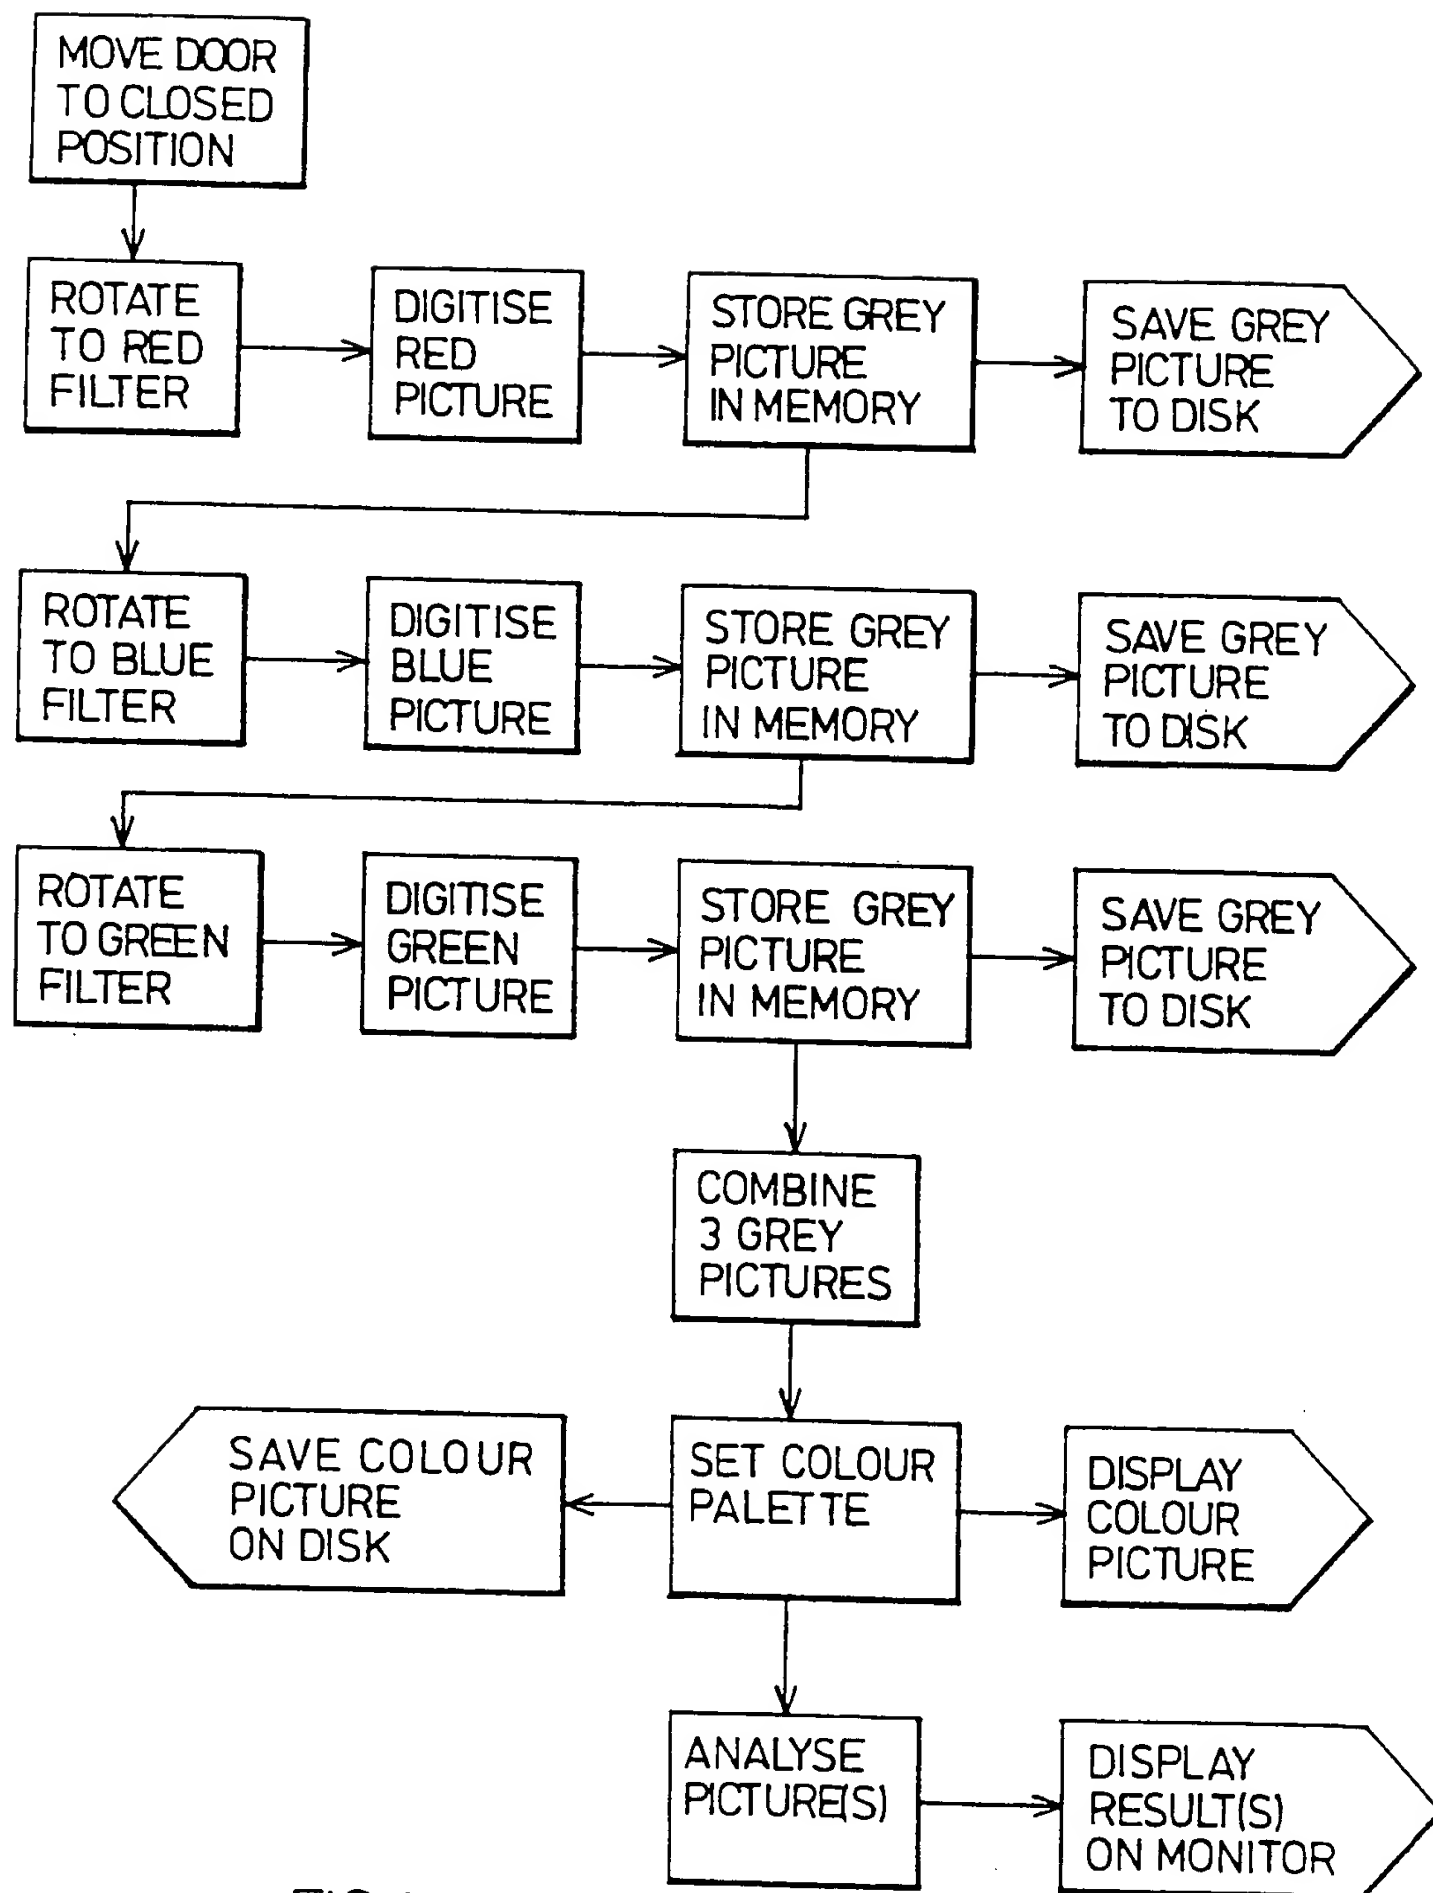 MOVE DOOR
TO CLOSED
POSITION
ROTATE
TO RED
FILTER
DIGITISE
RED
PICTURE
STORE GREY
PICTURE
IN MEMORY
SAVE GREY
PICTURE
TO DISK
ROTATE
TO BLUE
FILTER
DIGITISE
BLUE
PICTURE
STORE GREY
PICTURE
IN MEMORY
SAVE GREY
PICTURE
TO DISK
ROTATE
TO GREEN
FILTER
DIGITISE
GREEN
PICTURE
STORE GREY
PICTURE
IN MEMORY
SAVE GREY
PICTURE
TO DISK
COMBINE
3 GREY
PICTURES
SAVE COLOUR
PICTURE
ON DISK
SET COLOUR
PALETTE
DISPLAY
COLOUR
PICTURE
ANALYSE
PICTURE(S)
DISPLAY
RESULT(S)
ON MONITOR